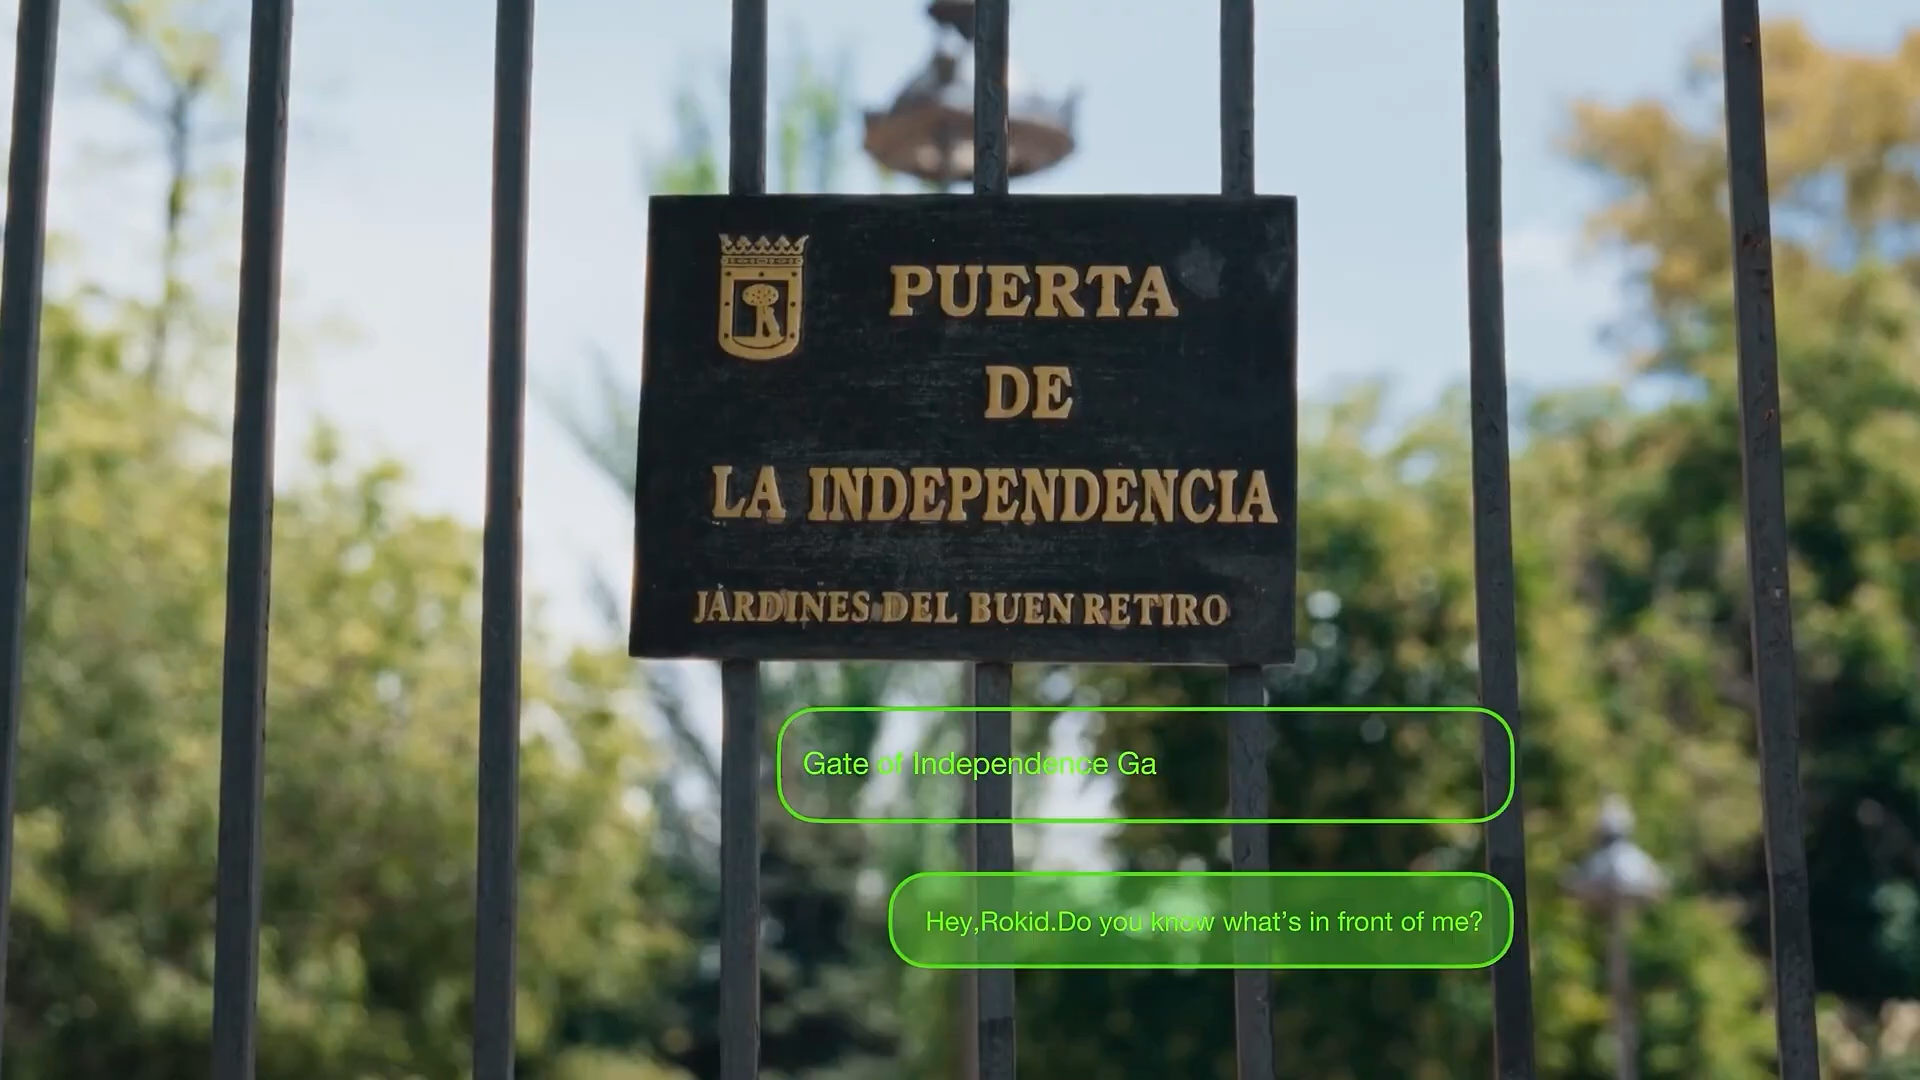 PUERTA
DE
LA INDEPENDENCIA
JARDINES DEL BUEN RETIRO
Gate of Independence Ga
Hey,Rokid.Do you know what's in front of me?